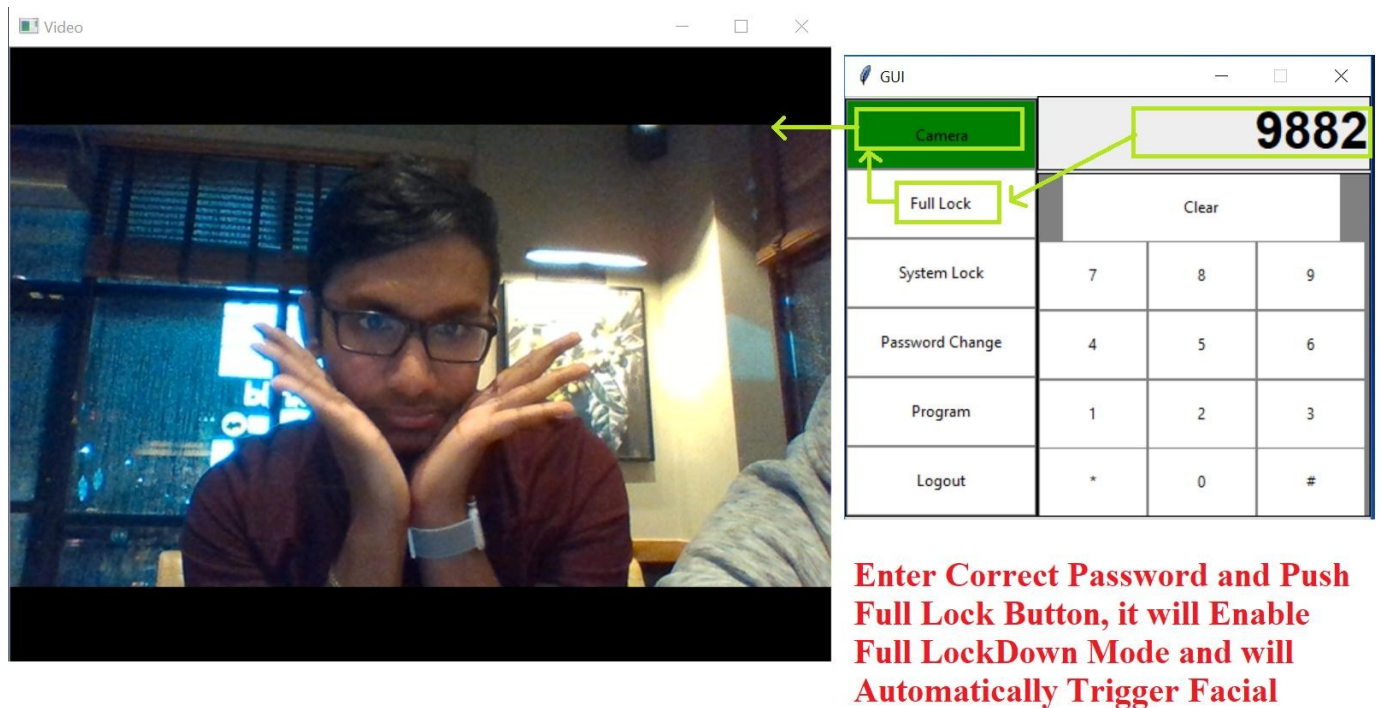 Video
GUI
Camera
9882
Full Lock
Clear
System Lock
7 8 9
Password Change
4 5 6
Program
1 2 3
Logout
* 0 #
Enter Correct Password and Push
Full Lock Button, it will Enable
Full LockDown Mode and will
Automatically Trigger Facial